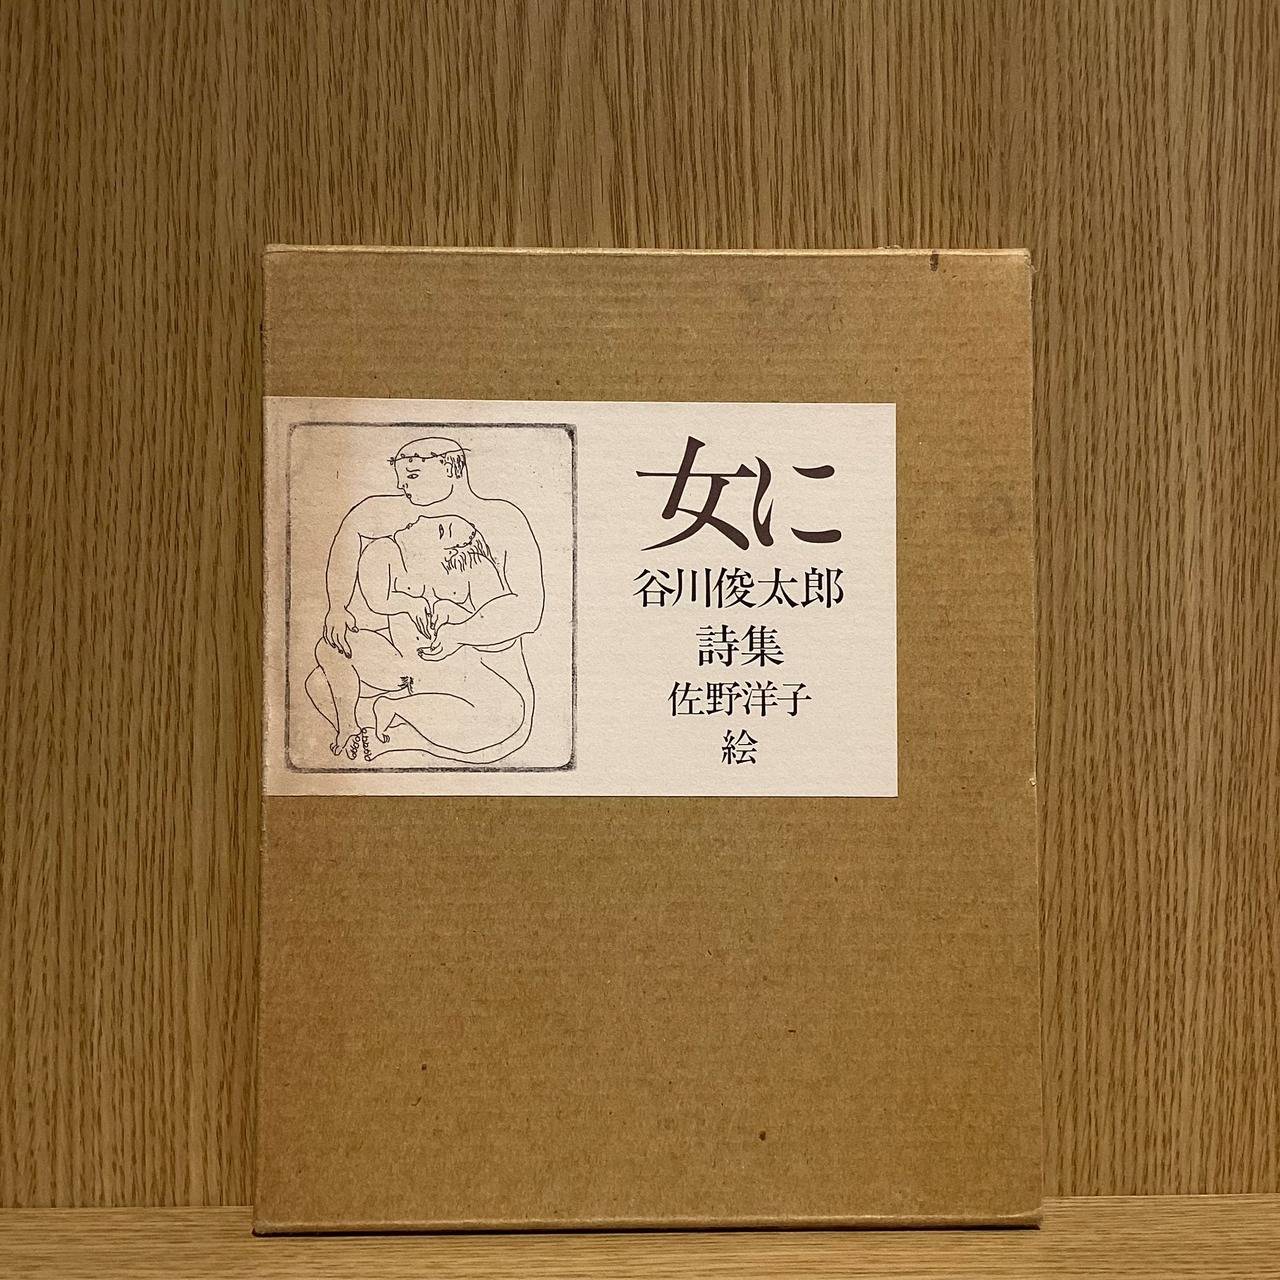 女に
谷川俊太郎
詩集
佐野洋子
絵